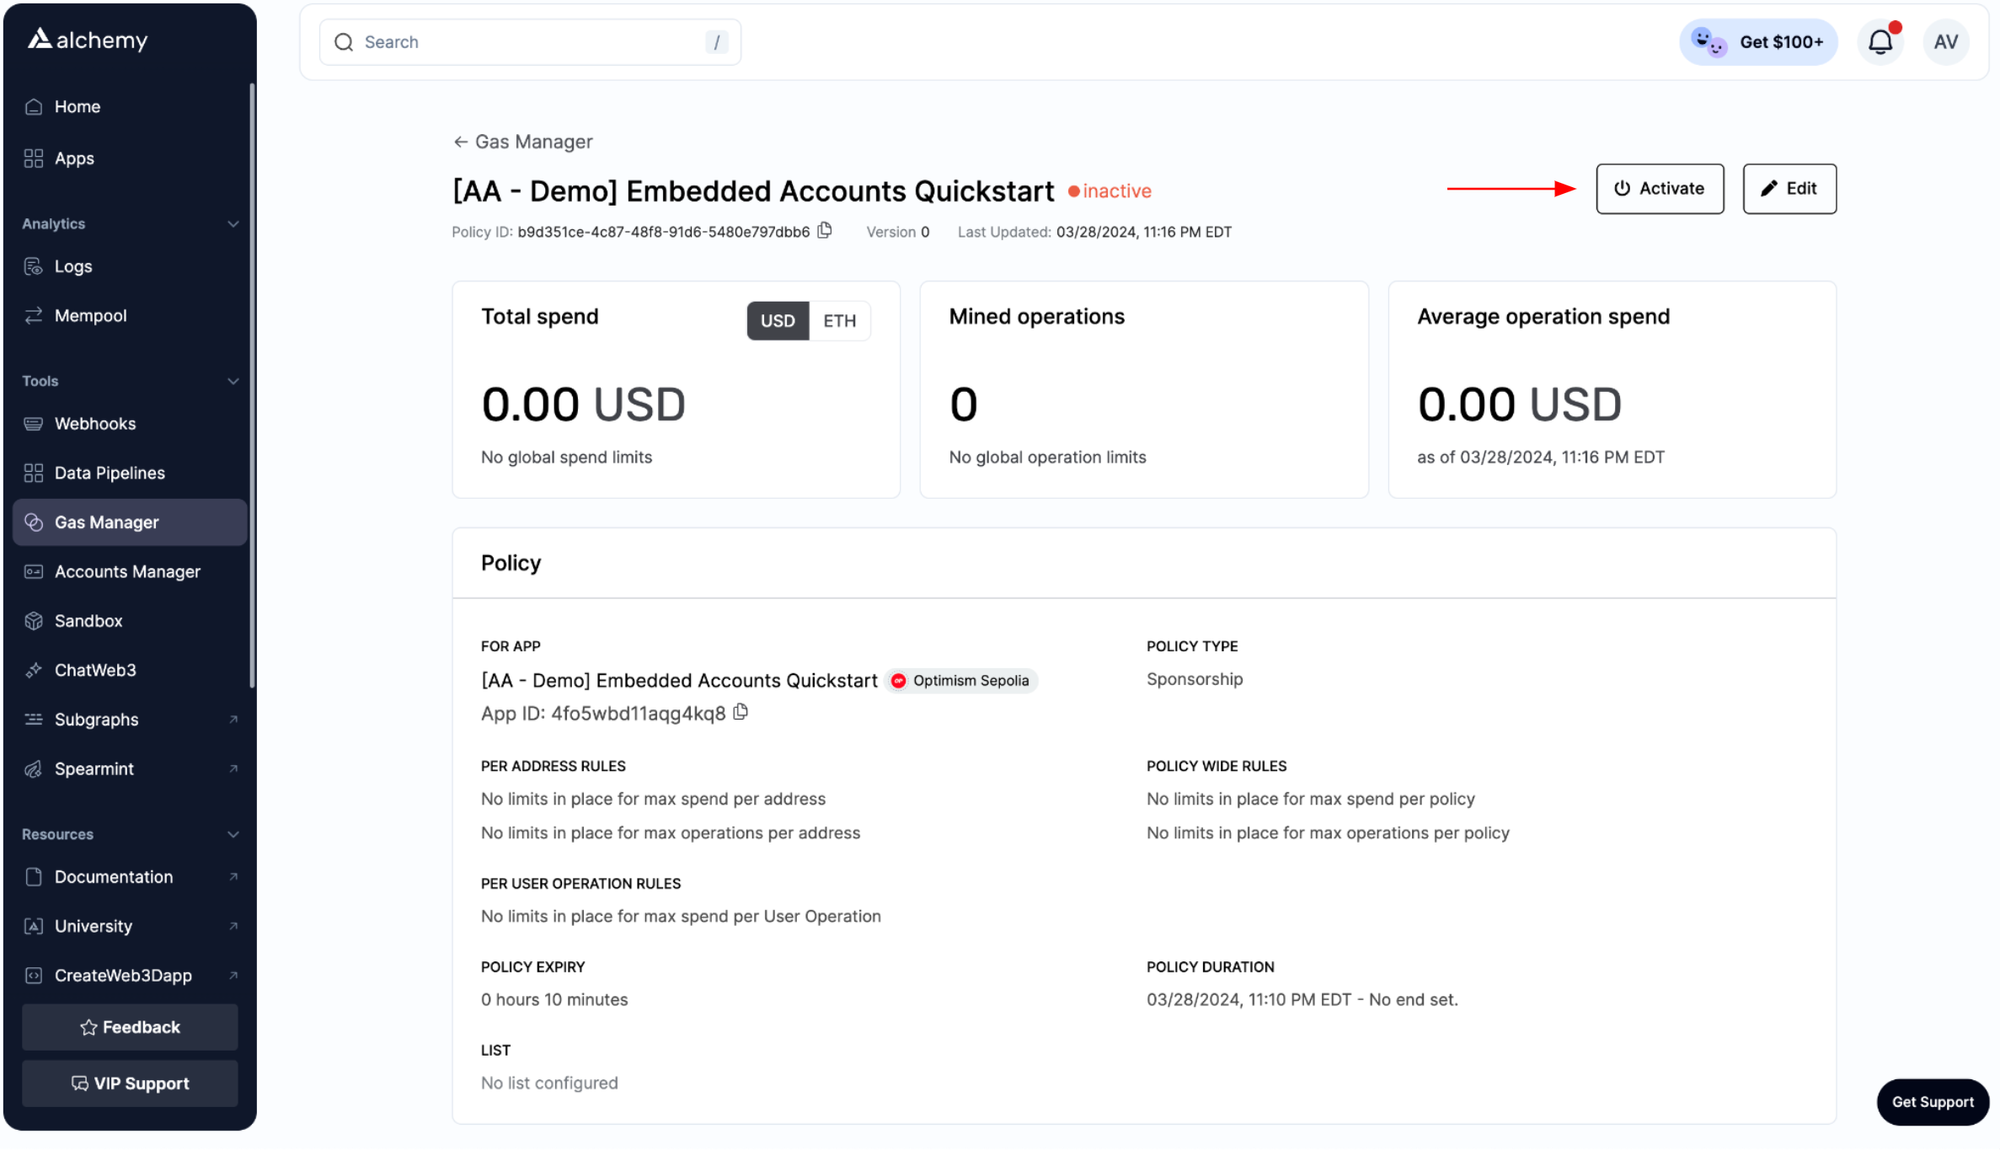 alchemy
Home
Apps
Analytics
Logs
Mempool
Tools
Webhooks
Data Pipelines
Gas Manager
Accounts Manager
Sandbox
ChatWeb3
Subgraphs
Spearmint
Resources
Documentation
University
CreateWeb3Dapp
Feedback
VIP Support
Search /
Get $100+
AV
← Gas Manager
[AA - Demo] Embedded Accounts Quickstart inactive
Activate
Edit
Policy ID: b9d351ce-4c87-48f8-91d6-5480e797dbb6 Version 0 Last Updated: 03/28/2024, 11:16 PM EDT
Total spend
USD ETH
0.00 USD
No global spend limits
Mined operations
0
No global operation limits
Average operation spend
0.00 USD
as of 03/28/2024, 11:16 PM EDT
Policy
FOR APP
[AA - Demo] Embedded Accounts Quickstart OP Optimism Sepolia
App ID: 4fo5wbd11aqg4kq8
POLICY TYPE
Sponsorship
PER ADDRESS RULES
No limits in place for max spend per address
No limits in place for max operations per address
POLICY WIDE RULES
No limits in place for max spend per policy
No limits in place for max operations per policy
PER USER OPERATION RULES
No limits in place for max spend per User Operation
POLICY EXPIRY
0 hours 10 minutes
POLICY DURATION
03/28/2024, 11:10 PM EDT - No end set.
LIST
No list configured
Get Support